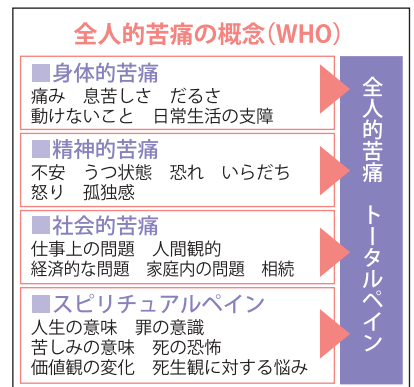 全人的苦痛の概念（WHO）
■身体的苦痛
痛み　息苦しさ　だるさ
動けないこと　日常生活の支障
■精神的苦痛
不安　うつ状態　恐れ　いらだち
怒り　孤独感
■社会的苦痛
仕事上の問題　人間観的
経済的な問題　家庭内の問題　相続
■スピリチュアルペイン
人生の意味　罪の意識
苦しみの意味　死の恐怖
価値観の変化　死生観に対する悩み
全人的苦痛　トータルペイン